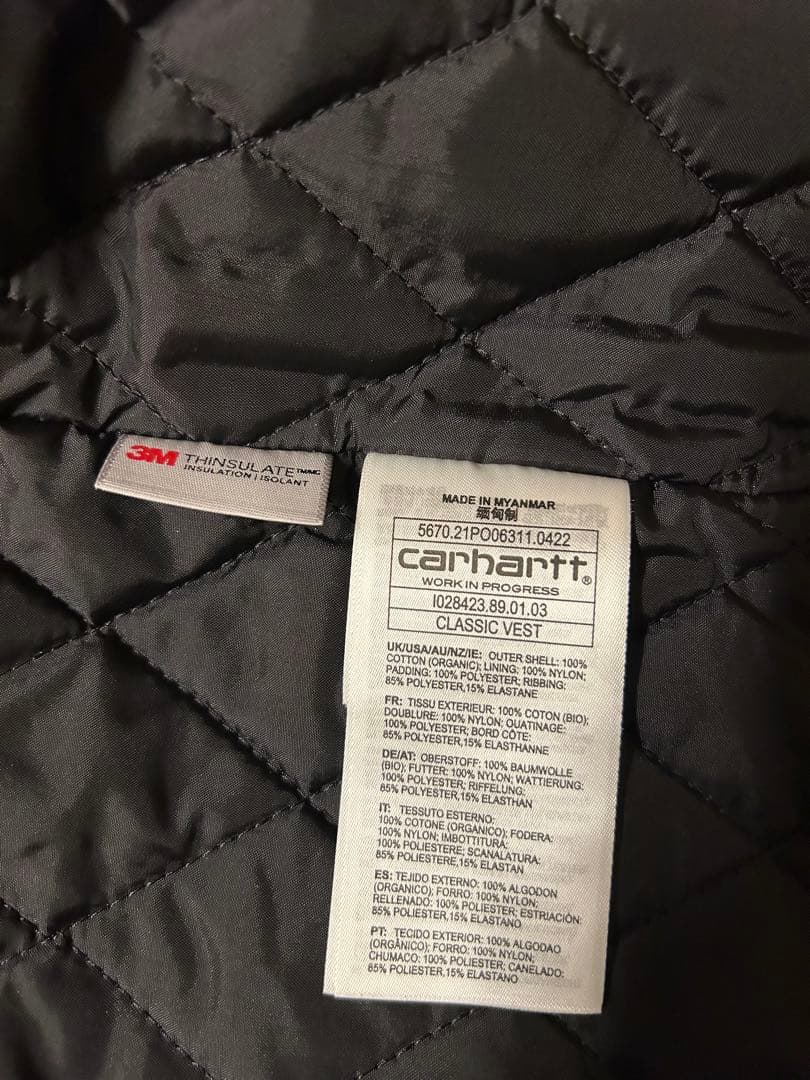 3M THINSULATE™/MC
INSULATION | ISOLANT
MADE IN MYANMAR
缅甸制
5670.21PO06311.0422
carhartt®
WORK IN PROGRESS
I028423.89.01.03
CLASSIC VEST
UK/USA/AU/NZ/IE: OUTER SHELL: 100%
COTTON (ORGANIC); LINING: 100% NYLON;
PADDING: 100% POLYESTER; RIBBING:
85% POLYESTER,15% ELASTANE
FR: TISSU EXTERIEUR: 100% COTON (BIO);
DOUBLURE: 100% NYLON; OUATINAGE:
100% POLYESTER; BORD CÔTE:
85% POLYESTER,15% ELASTHANNE
DE/AT: OBERSTOFF: 100% BAUMWOLLE
(BIO); FUTTER: 100% NYLON; WATTIERUNG:
100% POLYESTER; RIFFELUNG:
85% POLYESTER,15% ELASTHAN
IT: TESSUTO ESTERNO:
100% COTONE (ORGANICO); FODERA:
100% NYLON; IMBOTTITURA:
100% POLIESTERE; SCANALATURA:
85% POLIESTERE,15% ELASTAN
ES: TEJIDO EXTERNO: 100% ALGODON
(ORGANICO); FORRO: 100% NYLON;
RELLENADO: 100% POLIESTER; ESTRIACIÓN:
85% POLIESTER,15% ELASTANO
PT: TECIDO EXTERIOR: 100% ALGODAO
(ORGÂNICO); FORRO: 100% NYLON;
CHUMACO: 100% POLIESTER; CANELADO:
85% POLIESTER,15% ELASTANO